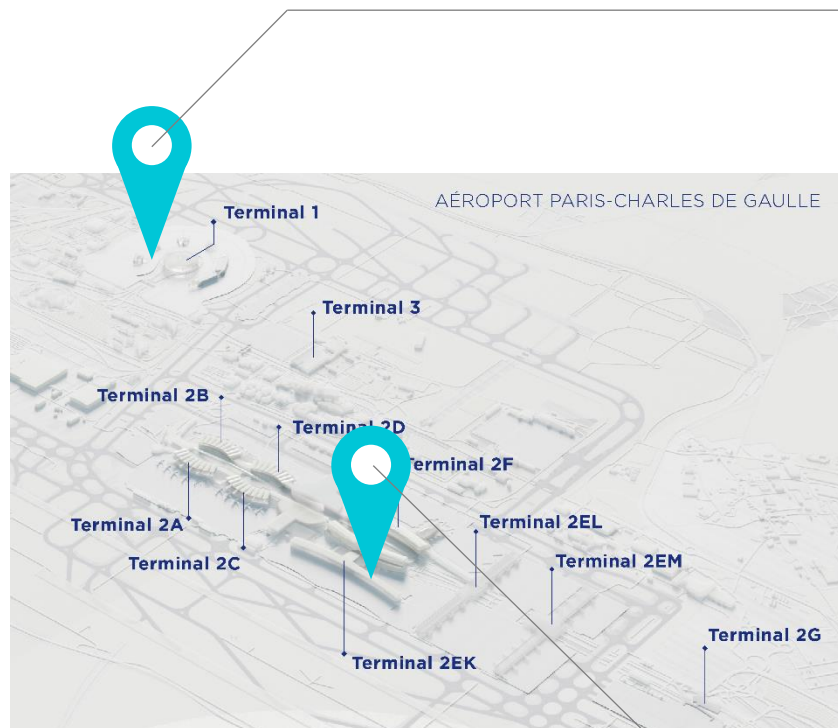 AÉROPORT PARIS-CHARLES DE GAULLE
Terminal 1
Terminal 3
Terminal 2B
Terminal 2D
Terminal 2F
Terminal 2A
Terminal 2EL
Terminal 2C
Terminal 2EM
Terminal 2G
Terminal 2EK